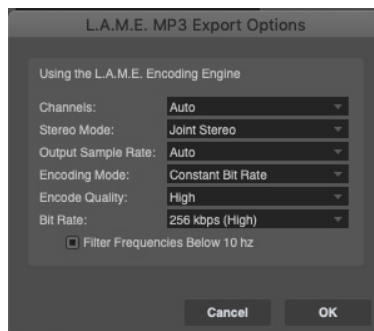 L.A.M.E. MP3 Export Options
Using the L.A.M.E. Encoding Engine
Channels: Auto
Stereo Mode: Joint Stereo
Output Sample Rate: Auto
Encoding Mode: Constant Bit Rate
Encode Quality: High
Bit Rate: 256 kbps (High)
Filter Frequencies Below 10 hz
Cancel OK